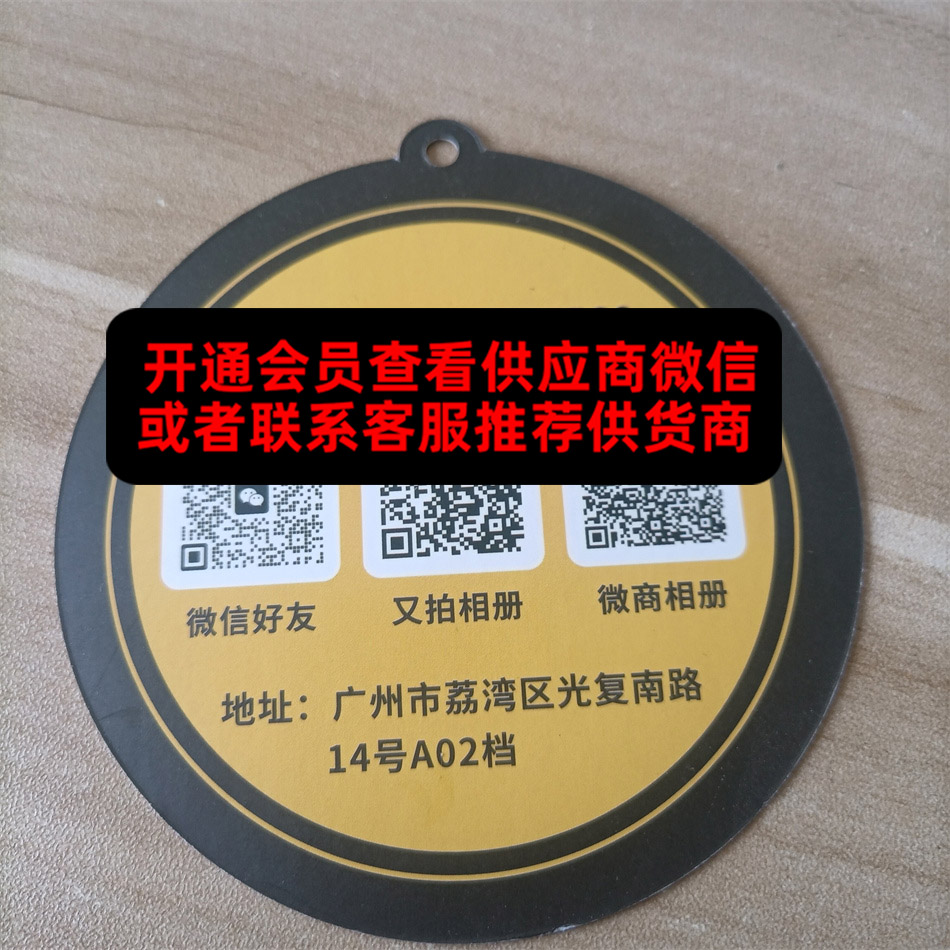 开通会员查看供应商微信
或者联系客服推荐供货商
微信好友
又拍相册
微商相册
地址：广州市荔湾区光复南路
14号A02档